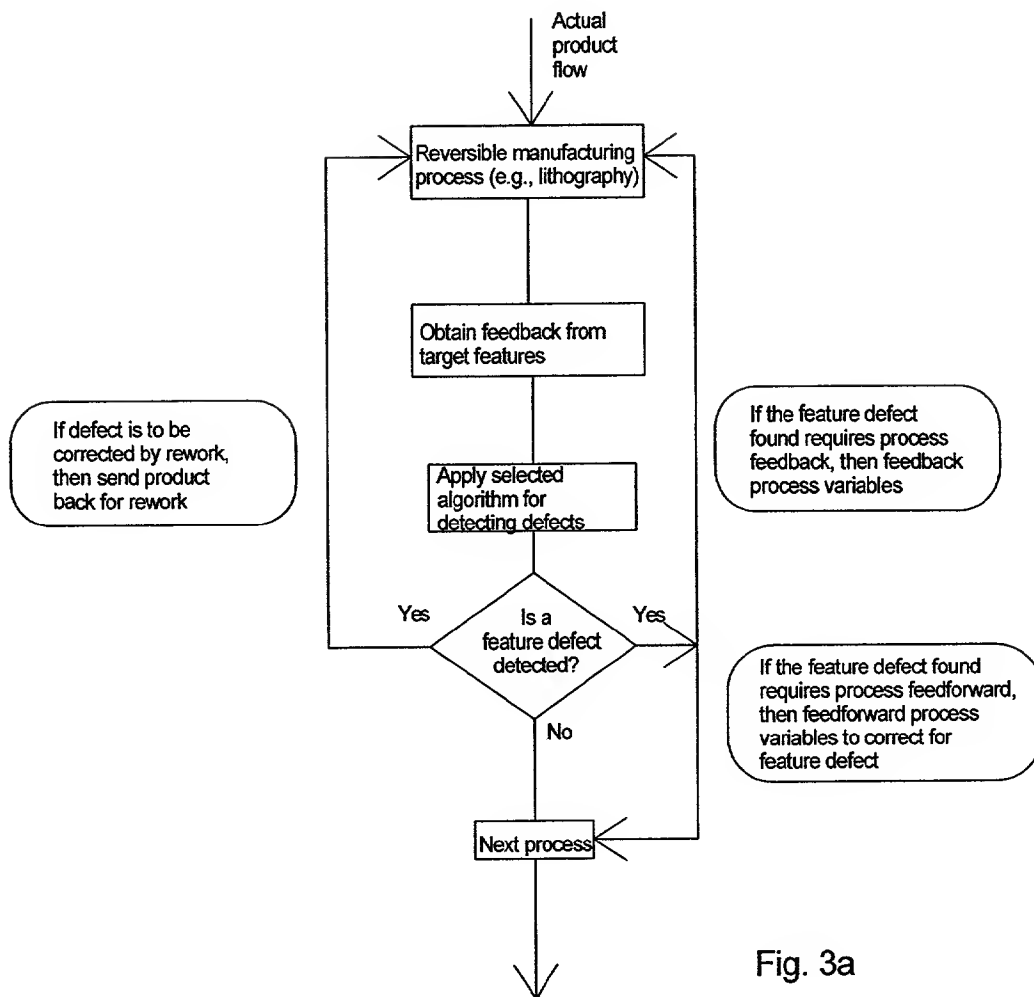 Actual
product
flow
Reversible manufacturing
process (e.g., lithography)
Obtain feedback from
target features
If defect is to be
corrected by rework,
then send product
back for rework
If the feature defect
found requires process
feedback, then feedback
process variables
Apply selected
algorithm for
detecting defects
Yes
Is a
feature defect
detected?
Yes
If the feature defect found
requires process feedforward,
then feedforward process
variables to correct for
feature defect
No
Next process
Fig. 3a